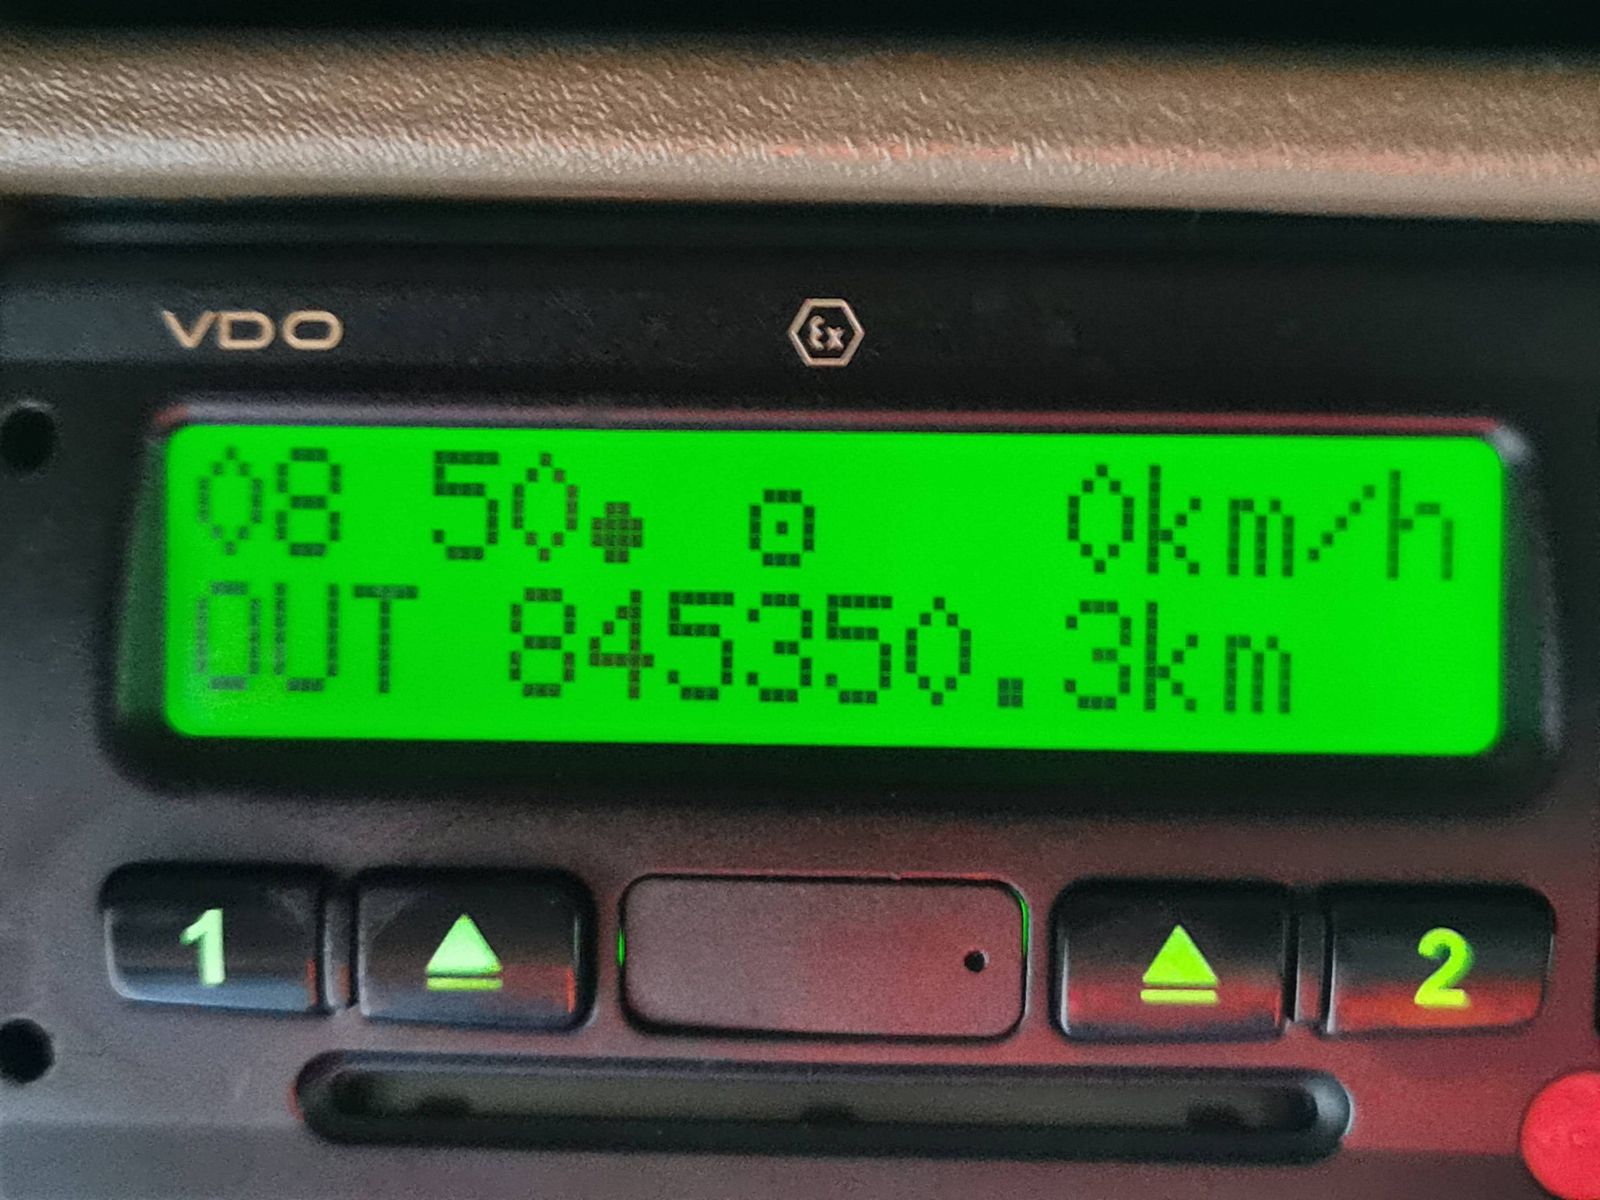 VDO
Ex
08 50● ⊙ 0km/h
OUT 845350.3km
1 ⏏ ⏏ 2